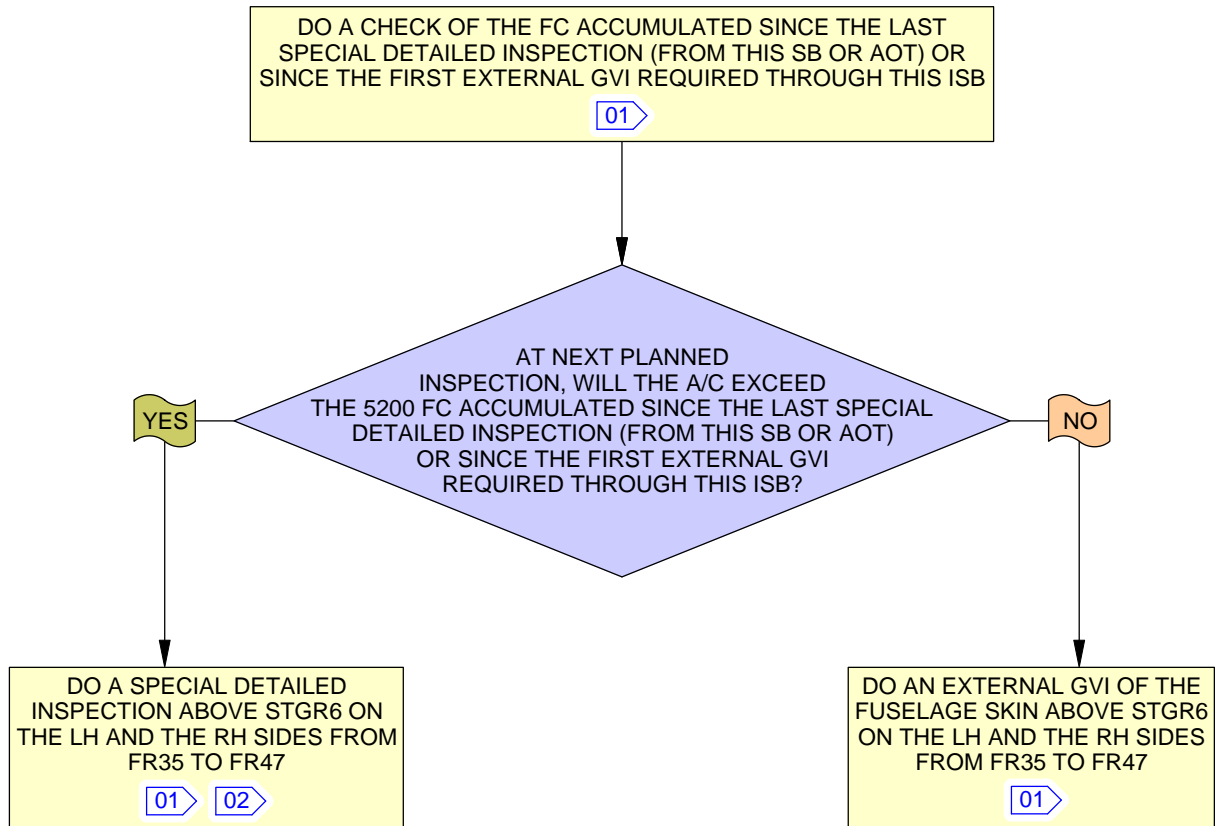 DO A CHECK OF THE FC ACCUMULATED SINCE THE LAST
SPECIAL DETAILED INSPECTION (FROM THIS SB OR AOT) OR
SINCE THE FIRST EXTERNAL GVI REQUIRED THROUGH THIS ISB
01
AT NEXT PLANNED
INSPECTION, WILL THE A/C EXCEED
THE 5200 FC ACCUMULATED SINCE THE LAST SPECIAL
DETAILED INSPECTION (FROM THIS SB OR AOT)
OR SINCE THE FIRST EXTERNAL GVI
REQUIRED THROUGH THIS ISB?
YES
NO
DO A SPECIAL DETAILED
INSPECTION ABOVE STGR6 ON
THE LH AND THE RH SIDES FROM
FR35 TO FR47
01 02
DO AN EXTERNAL GVI OF THE
FUSELAGE SKIN ABOVE STGR6
ON THE LH AND THE RH SIDES
FROM FR35 TO FR47
01